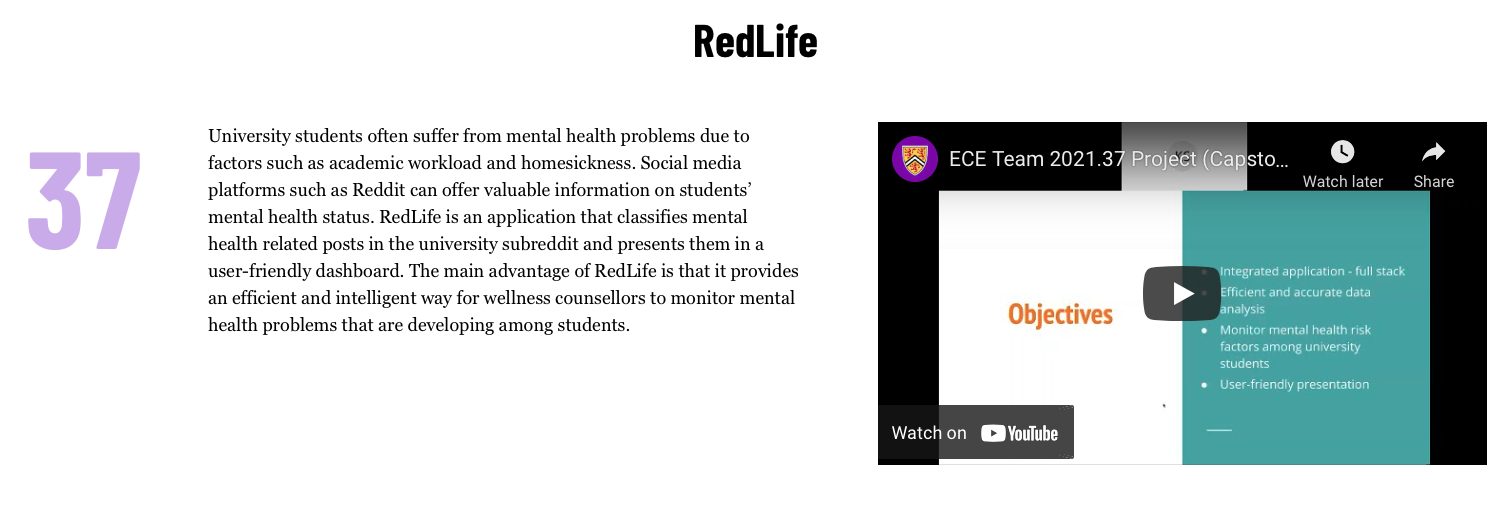 RedLife
37
University students often suffer from mental health problems due to
factors such as academic workload and homesickness. Social media
platforms such as Reddit can offer valuable information on students’
mental health status. RedLife is an application that classifies mental
health related posts in the university subreddit and presents them in a
user-friendly dashboard. The main advantage of RedLife is that it provides
an efficient and intelligent way for wellness counsellors to monitor mental
health problems that are developing among students.
ECE Team 2021.37 Project (Capsto...
Watch later
Share
Objectives
Integrated application - full stack
Efficient and accurate data
analysis
Monitor mental health risk
factors among university
students
User-friendly presentation
Watch on YouTube